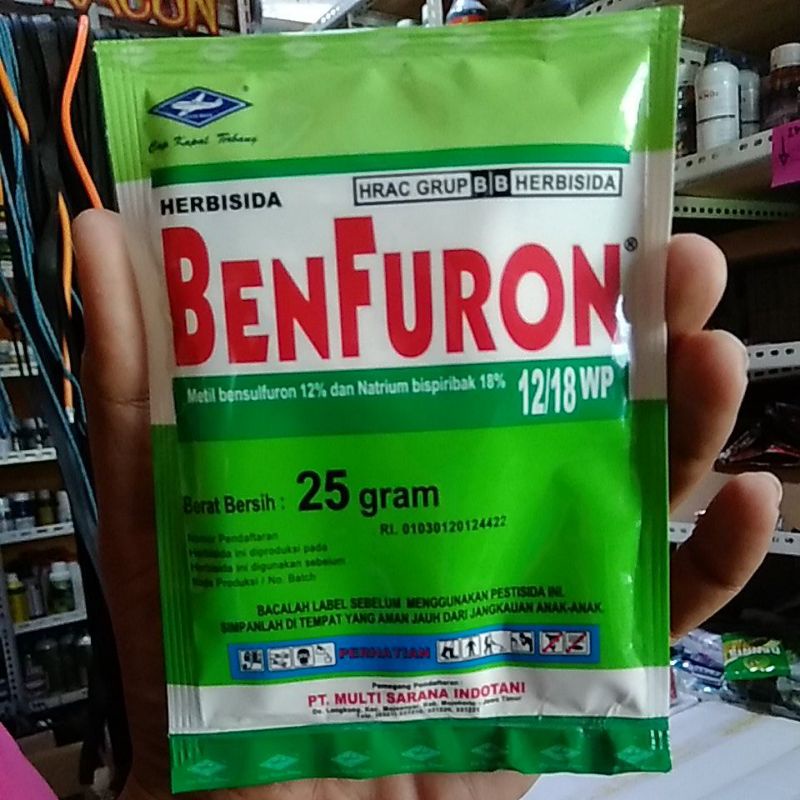 Cap Kapal Terbang
HERBISIDA
HRAC GRUP B B HERBISIDA
BENFURON®
Metil bensulfuron 12% dan Natrium bispiribak 18%
12/18 WP
Berat Bersih : 25 gram
Nomor Pendaftaran
RI. 01030120124422
Herbisida ini diproduksi pada
Herbisida ini digunakan sebelum
Kode Produksi / No. Batch
BACALAH LABEL SEBELUM MENGGUNAKAN PESTISIDA INI.
SIMPANLAH DI TEMPAT YANG AMAN JAUH DARI JANGKAUAN ANAK-ANAK.
PERHATIAN
Pemegang Pendaftaran :
PT. MULTI SARANA INDOTANI